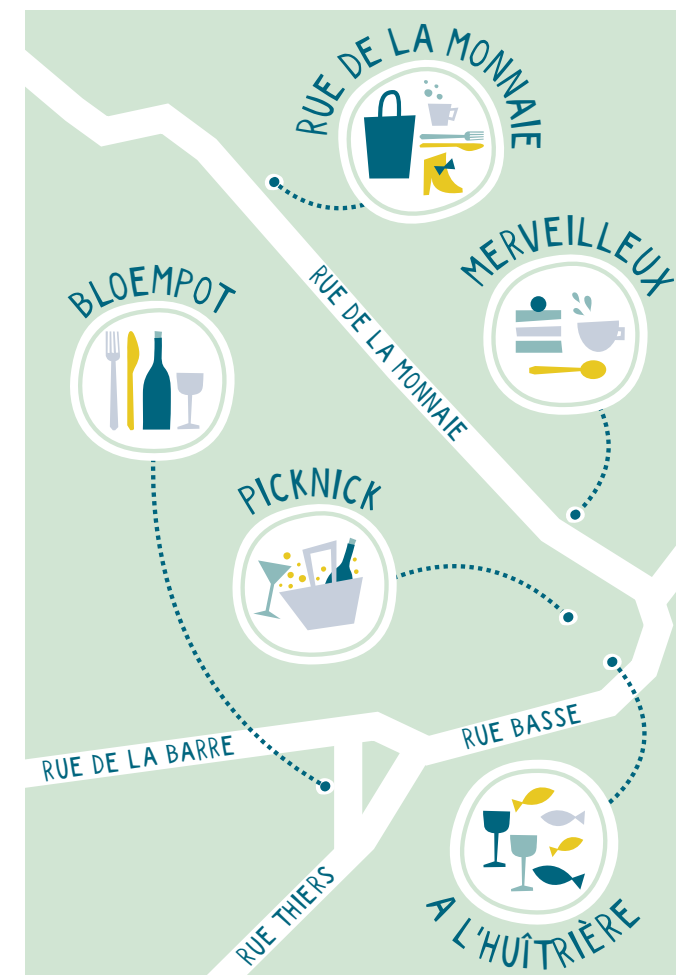 RUE DE LA MONNAIE
MERVEILLEUX
BLOEMPOT
RUE DE LA MONNAIE
PICKNICK
RUE BASSE
RUE DE LA BARRE
RUE THIERS
A L'HUÎTRIÈRE